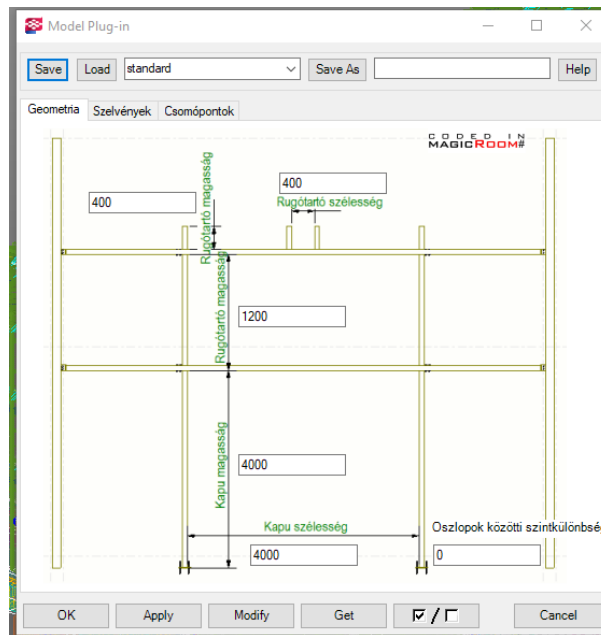 Model Plug-in
Save Load standard Save As Help
Geometria Szelvények Csomópontok
CODED IN
MAGICROOM#
400
Rugótartó magasság
400
Rugótartó szélesség
Rugótartó magasság
1200
Kapu magasság
4000
Kapu szélesség
Oszlopok közötti szintkülönbség
4000
0
OK Apply Modify Get / Cancel